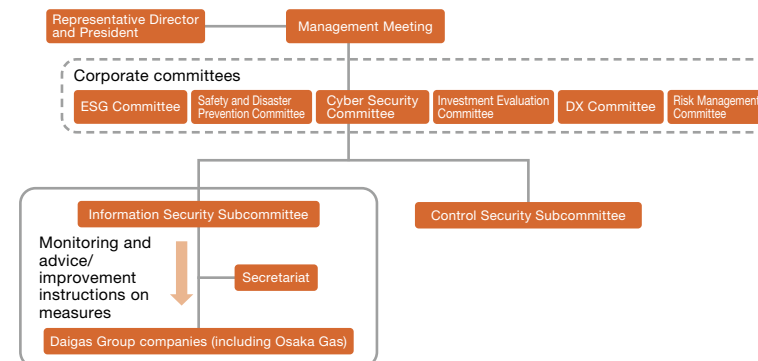 Representative Director
and President
Management Meeting
Corporate committees
ESG Committee
Safety and Disaster
Prevention Committee
Cyber Security
Committee
Investment Evaluation
Committee
DX Committee
Risk Management
Committee
Information Security Subcommittee
Control Security Subcommittee
Monitoring and
advice/
improvement
instructions on
measures
Secretariat
Daigas Group companies (including Osaka Gas)